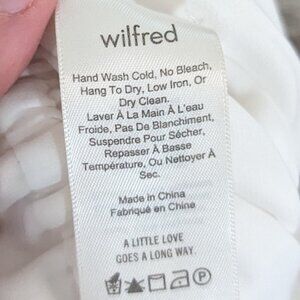 wilfred
Hand Wash Cold, No Bleach,
Hang To Dry, Low Iron, Or
Dry Clean.
Laver À La Main À L'eau
Froide, Pas De Blanchiment,
Suspendre Pour Sécher,
Repasser À Basse
Température, Ou Nettoyer À
Sec.
Made in China
Fabriqué en Chine
A LITTLE LOVE
GOES A LONG WAY.
P